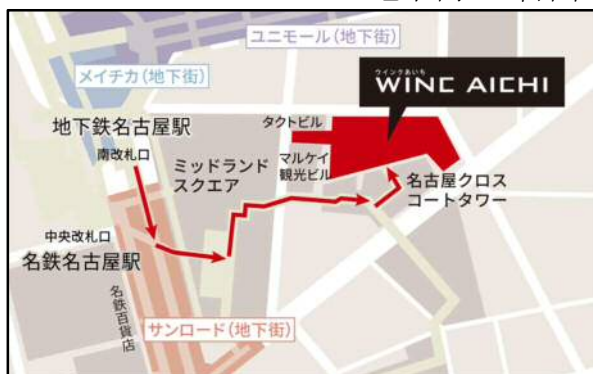 ユニモール(地下街)
メイチカ(地下街)
ウインクあいち
WINC AICHI
地下鉄名古屋駅
南改札口
タクトビル
ミッドランド
スクエア
マルケイ
観光ビル
名古屋クロス
コートタワー
中央改札口
名鉄名古屋駅
名鉄百貨店
サンロード(地下街)